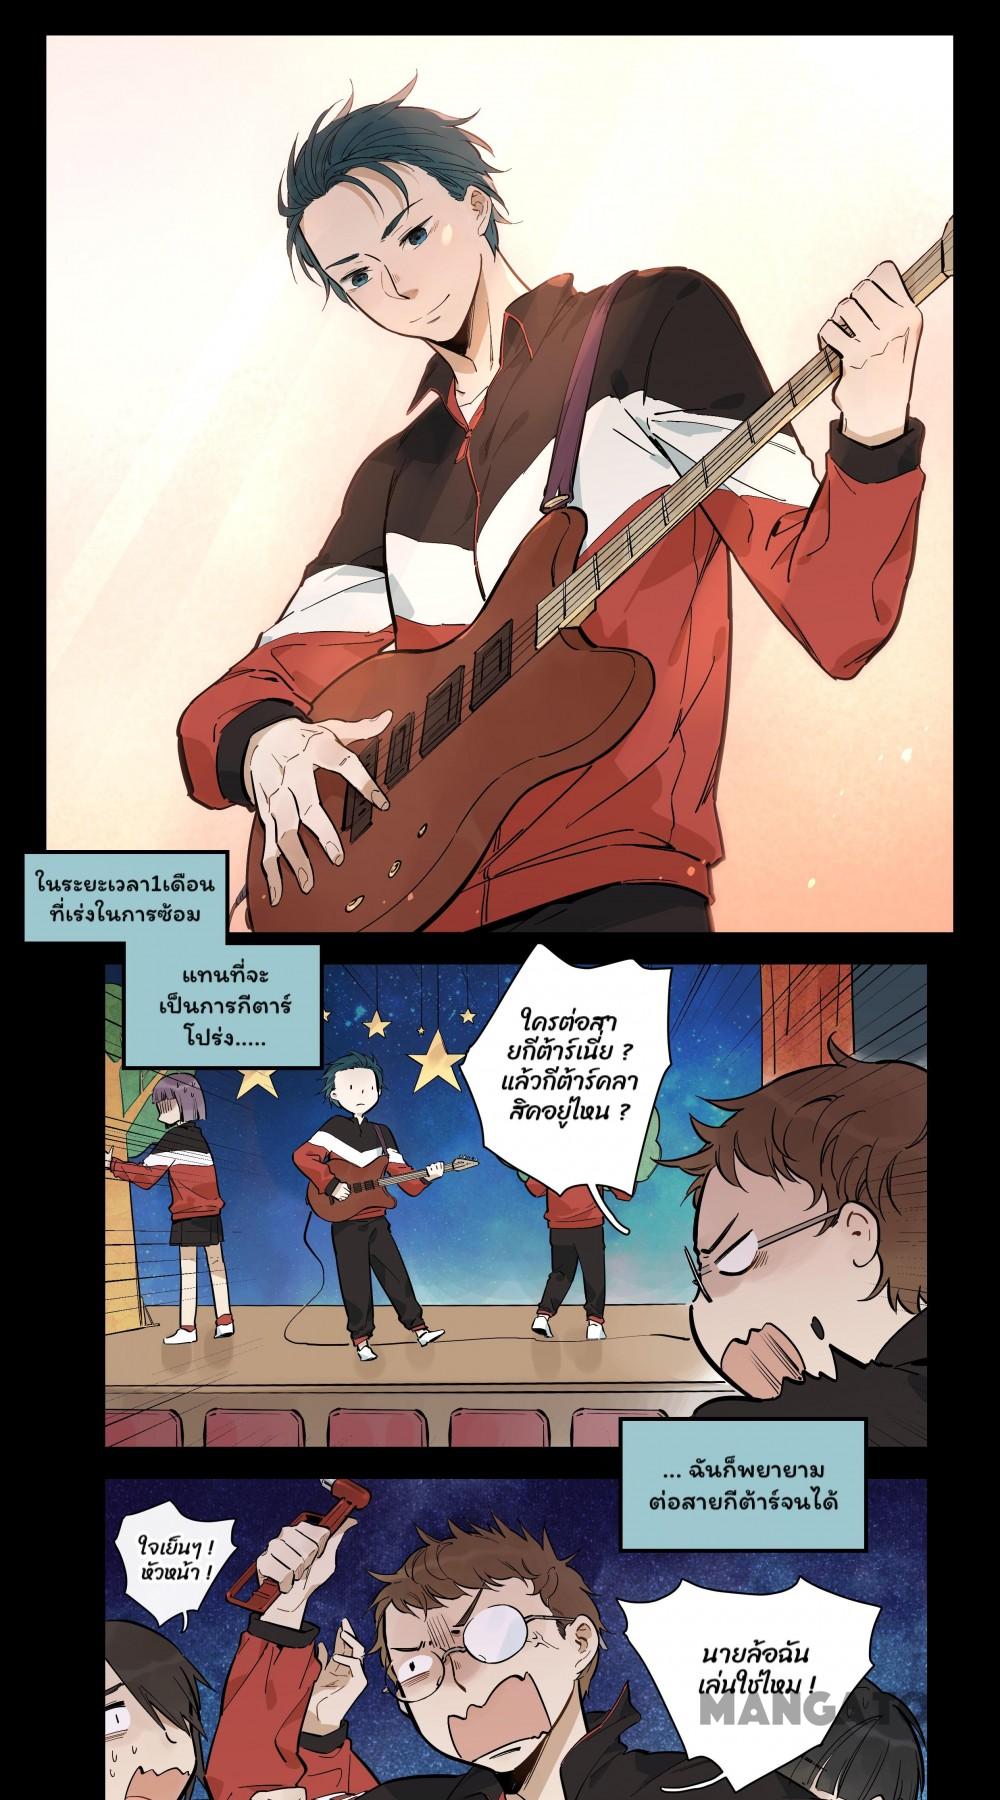 ในระยะเวลา1เดือน
ที่เร่งในการซ้อม
แทนที่จะ
เป็นการกีตาร์
โปร่ง.....
ใครต่อสา
ยกีต้าร์เนี่ย ?
แล้วกีต้าร์คลา
สิคอยู่ไหน ?
... ฉันก็พยายาม
ต่อสายกีต้าร์จนได้
ใจเย็นๆ !
หัวหน้า !
นายล้อฉัน
เล่นใช่ไหม !
MANGATO